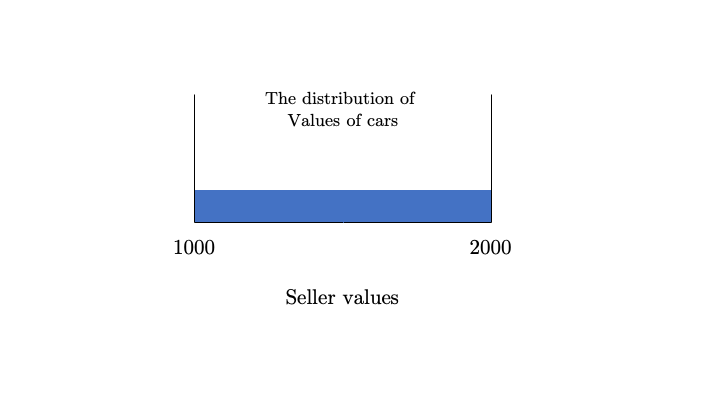 The distribution of
Values of cars
1000 2000
Seller values